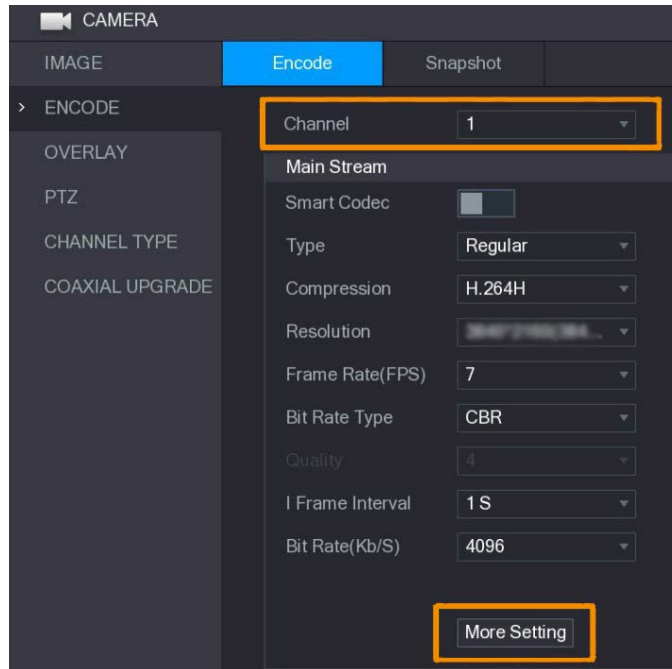 CAMERA
IMAGE
Encode Snapshot
> ENCODE
Channel 1
OVERLAY
Main Stream
PTZ
Smart Codec
CHANNEL TYPE
Type Regular
COAXIAL UPGRADE
Compression H.264H
Resolution
Frame Rate(FPS) 7
Bit Rate Type CBR
Quality 4
I Frame Interval 1 S
Bit Rate(Kb/S) 4096
More Setting